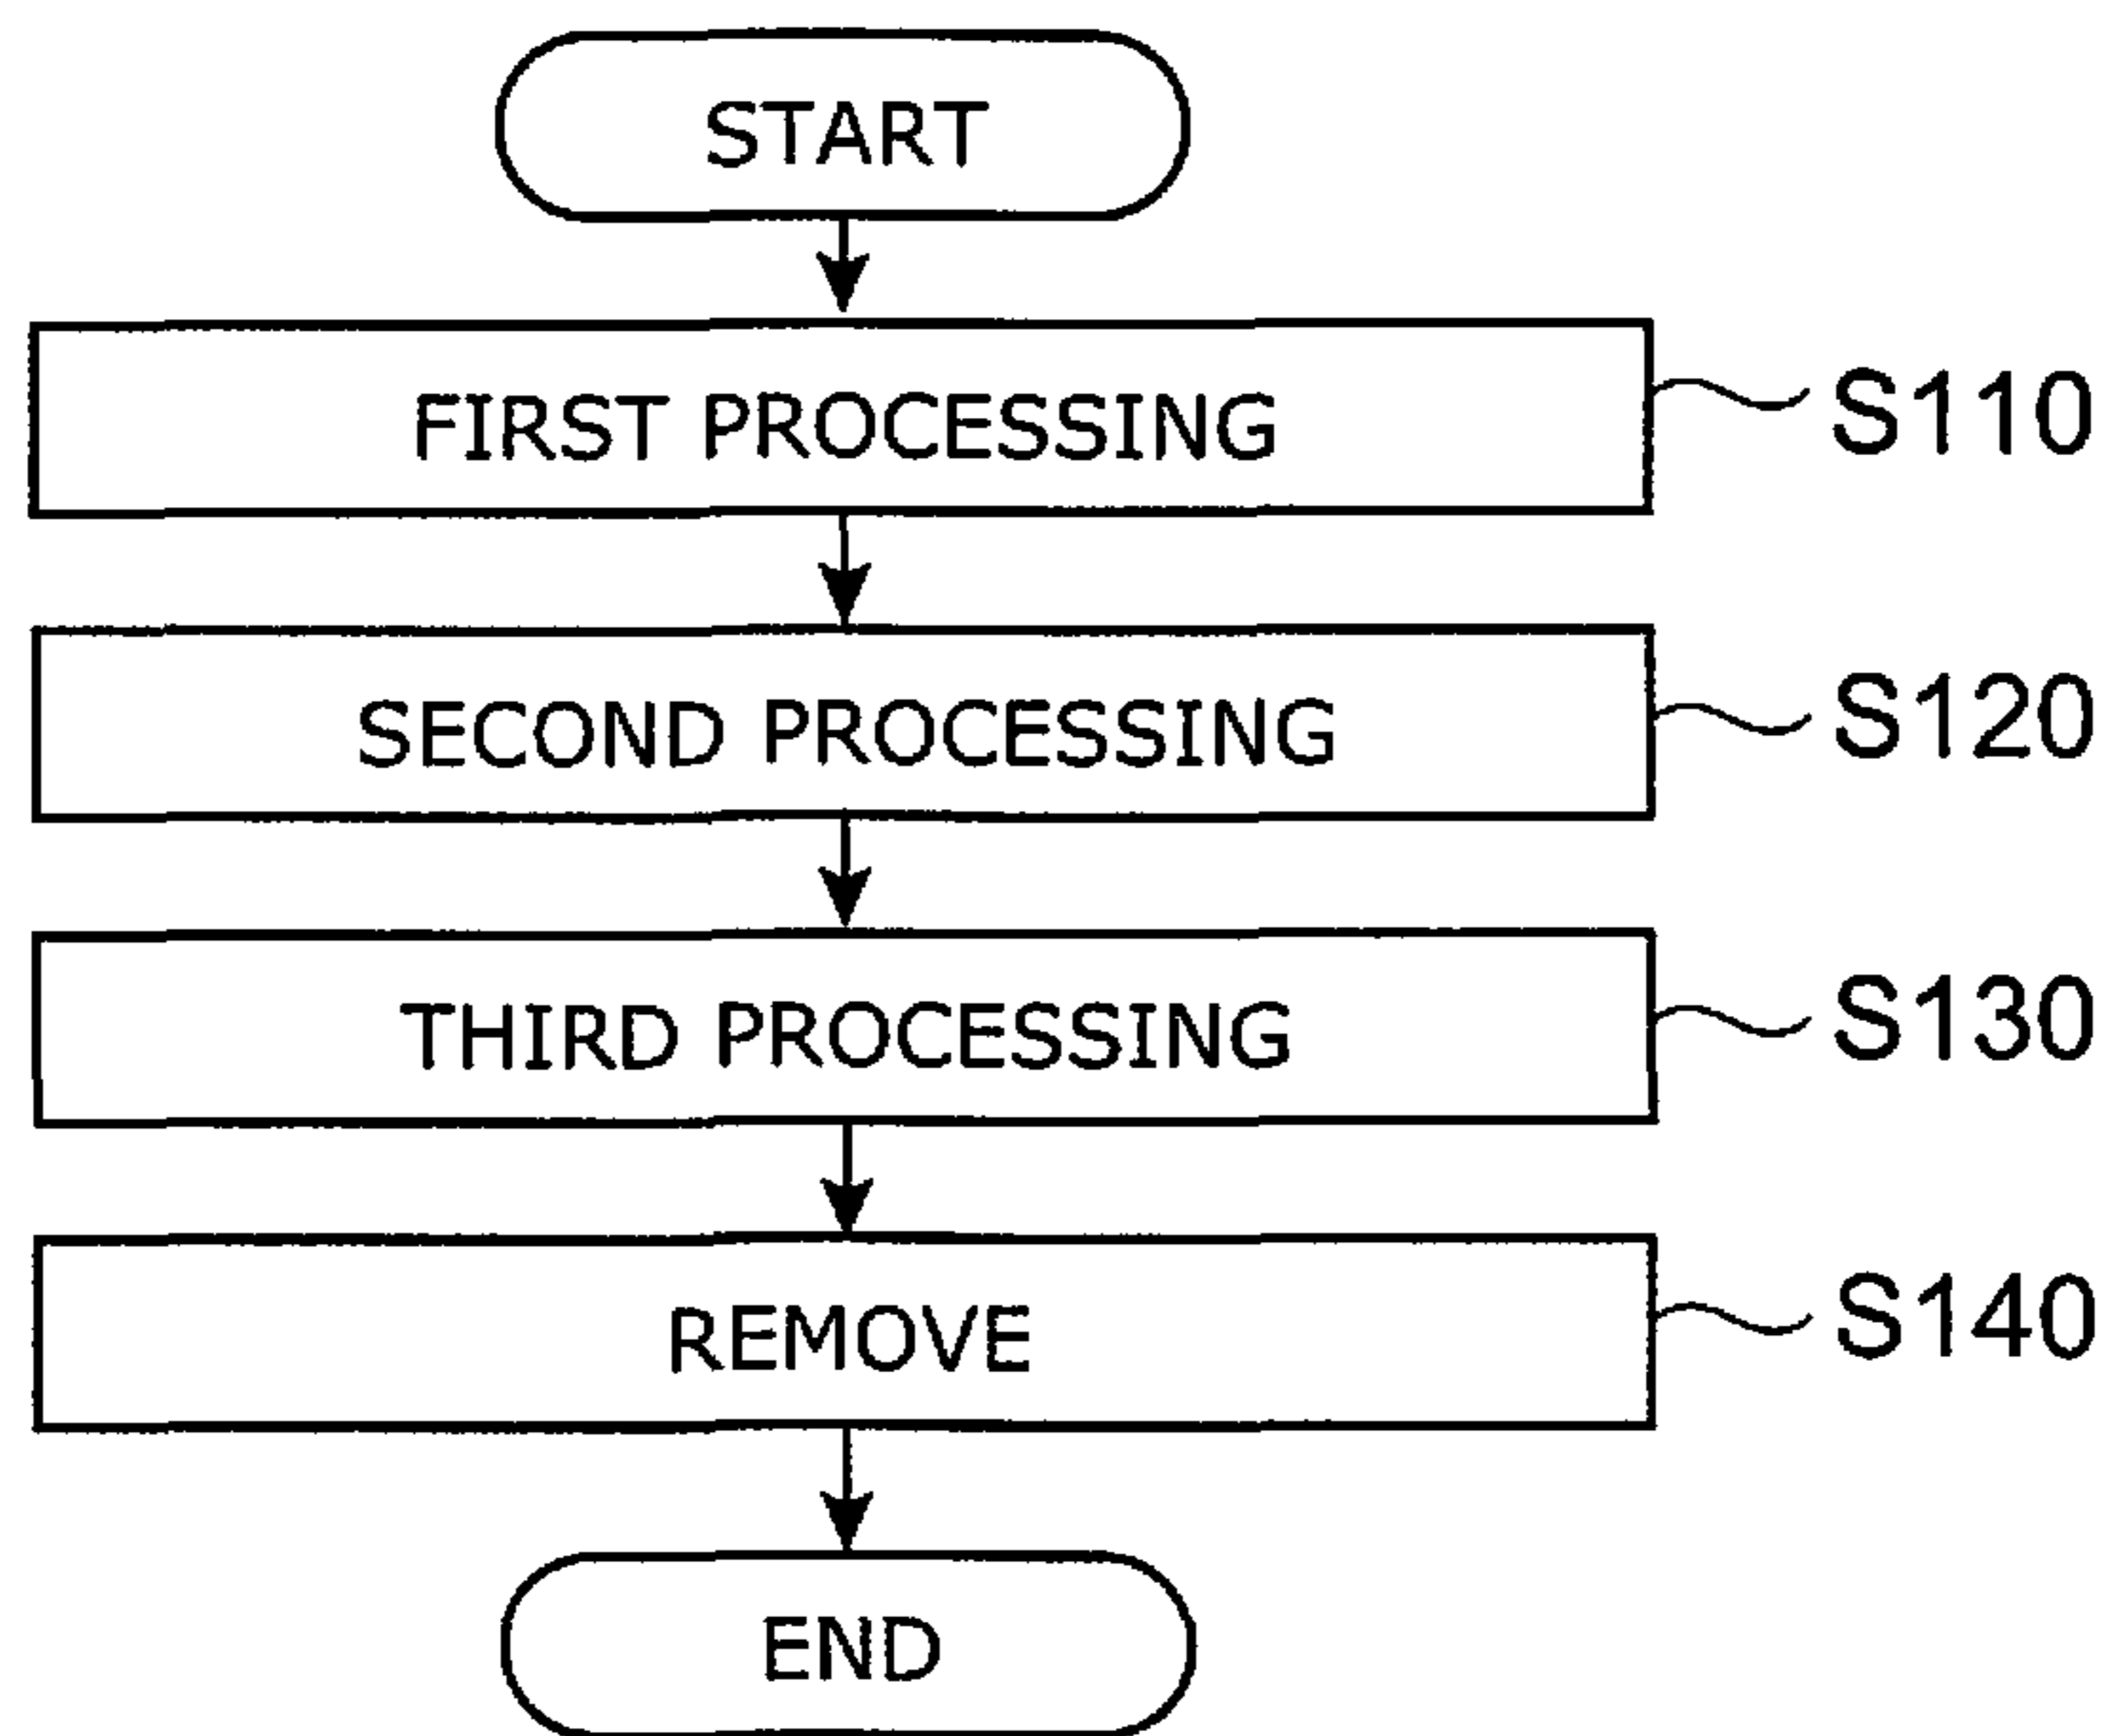 START
FIRST PROCESSING S110
SECOND PROCESSING S120
THIRD PROCESSING S130
REMOVE S140
END